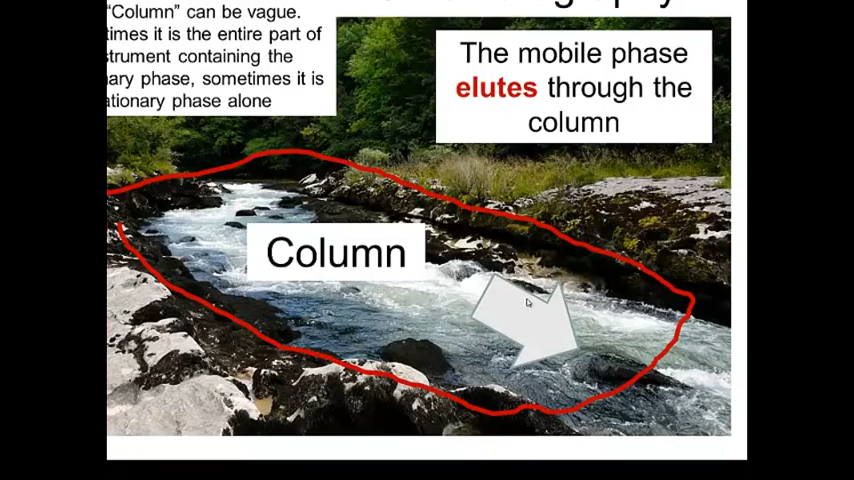 "Column" can be vague.
times it is the entire part of
strument containing the
nary phase, sometimes it is
ationary phase alone
The mobile phase
elutes through the
column
Column